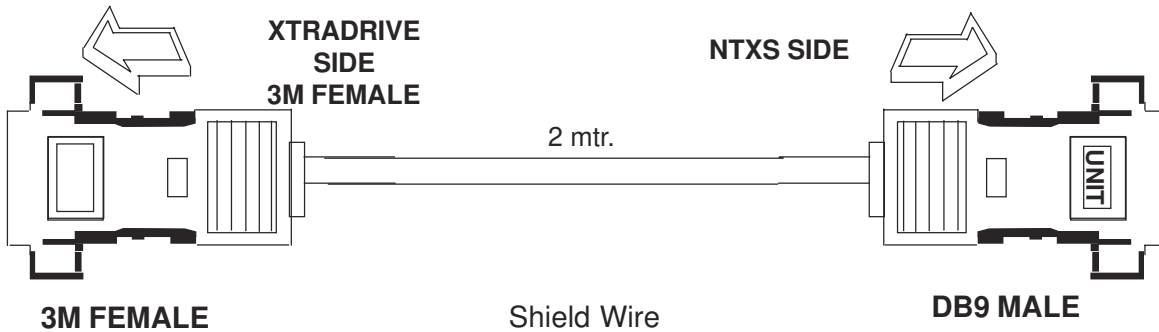 XTRADRIVE
SIDE
3M FEMALE
NTXS SIDE
2 mtr.
UNIT
3M FEMALE
Shield Wire
DB9 MALE